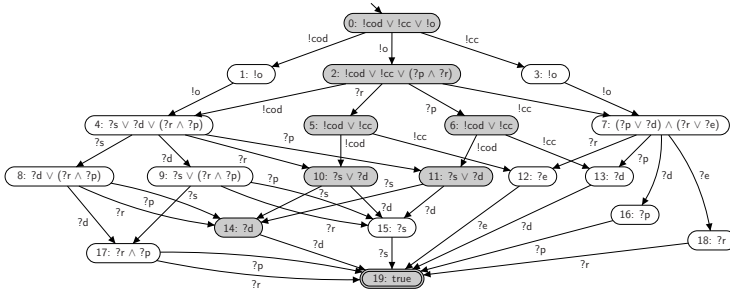 0: !cod ∨ !cc ∨ !o
!cod
!o
!cc
1: !o
2: !cod ∨ !cc ∨ (?p ∧ ?r)
3: !o
!o
!cod
?r
?p
!cc
!o
4: ?s ∨ ?d ∨ (?r ∧ ?p)
5: !cod ∨ !cc
6: !cod ∨ !cc
7: (?p ∨ ?d) ∧ (?r ∨ ?e)
?s
?d
?r
?p
!cod
!cc
!cod
!cc
?r
?p
?d
?e
8: ?d ∨ (?r ∧ ?p)
9: ?s ∨ (?r ∧ ?p)
10: ?s ∨ ?d
11: ?s ∨ ?d
12: ?e
13: ?d
?d
?r
?p
?s
?r
?p
?s
?d
?s
?d
16: ?p
14: ?d
15: ?s
18: ?r
17: ?r ∧ ?p
?p
?r
?d
?s
?e
?d
?p
?r
19: true